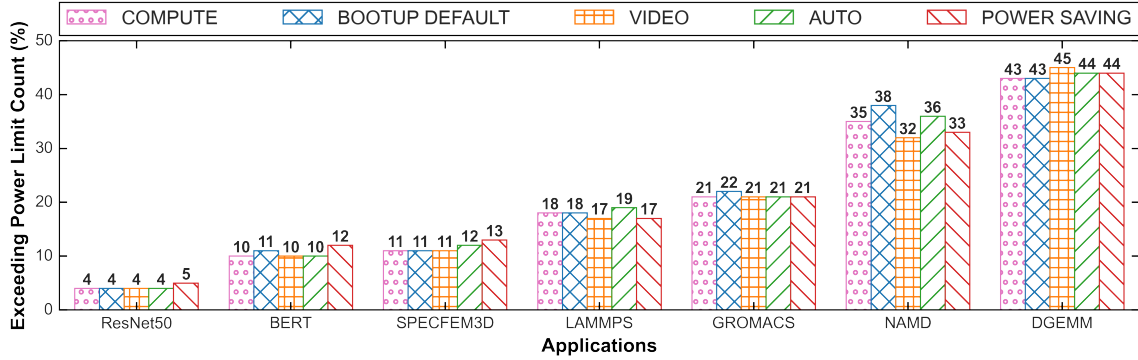 COMPUTE BOOTUP DEFAULT VIDEO AUTO POWER SAVING
Exceeding Power Limit Count (%)
50
40
30
20
10
0
4 4 4 4 5
10 11 10 10 12
11 11 11 12 13
18 18 17 19 17
21 22 21 21 21
35 38 32 36 33
43 43 45 44 44
ResNet50 BERT SPECFEM3D LAMMPS GROMACS NAMD DGEMM
Applications